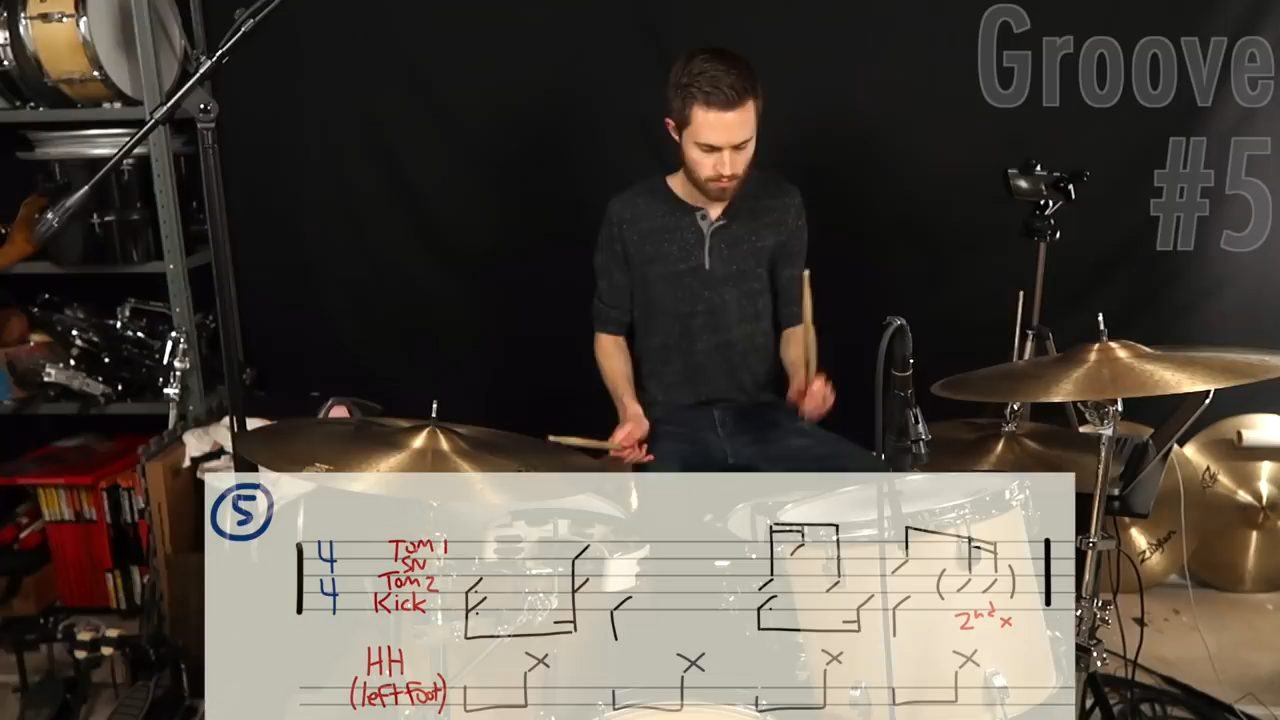 Groove
#5
5
4
4
Tom 1
SN
Tom 2
Kick
( )
2nd x
HH
(left foot)
Zildjian